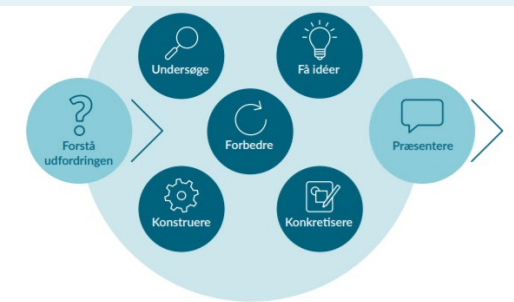 Undersøge
Få idéer
Forstå
udfordringen
Forbedre
Præsentere
Konstruere
Konkretisere